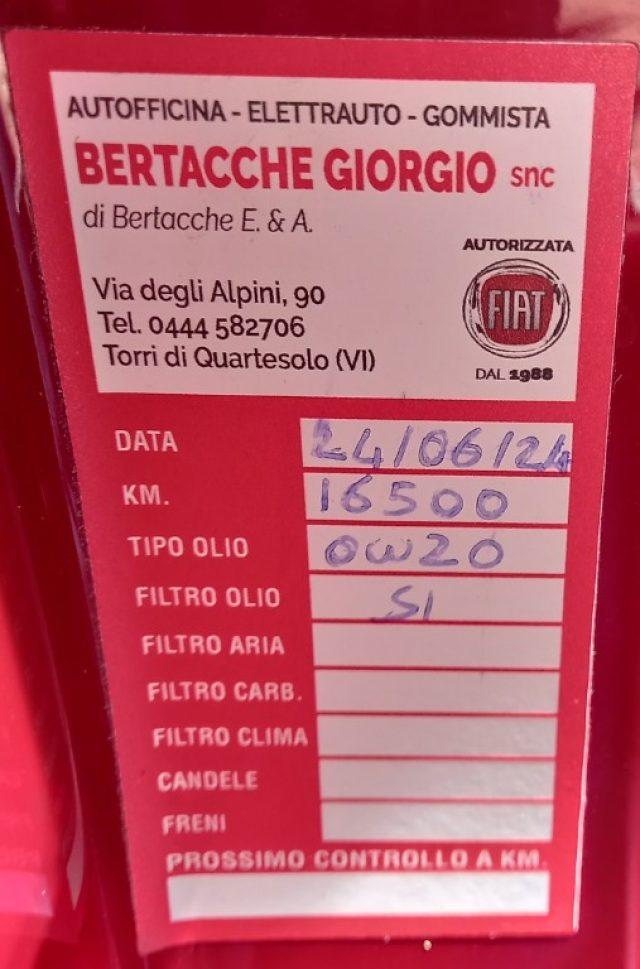 AUTOFFICINA - ELETTRAUTO - GOMMISTA
BERTACCHE GIORGIO snc
di Bertacche E. & A.
AUTORIZZATA
FIAT
DAL 1988
Via degli Alpini, 90
Tel. 0444 582706
Torri di Quartesolo (VI)
DATA 24/06/24
KM. 16500
TIPO OLIO 0W20
FILTRO OLIO SI
FILTRO ARIA
FILTRO CARB.
FILTRO CLIMA
CANDELE
FRENI
PROSSIMO CONTROLLO A KM.